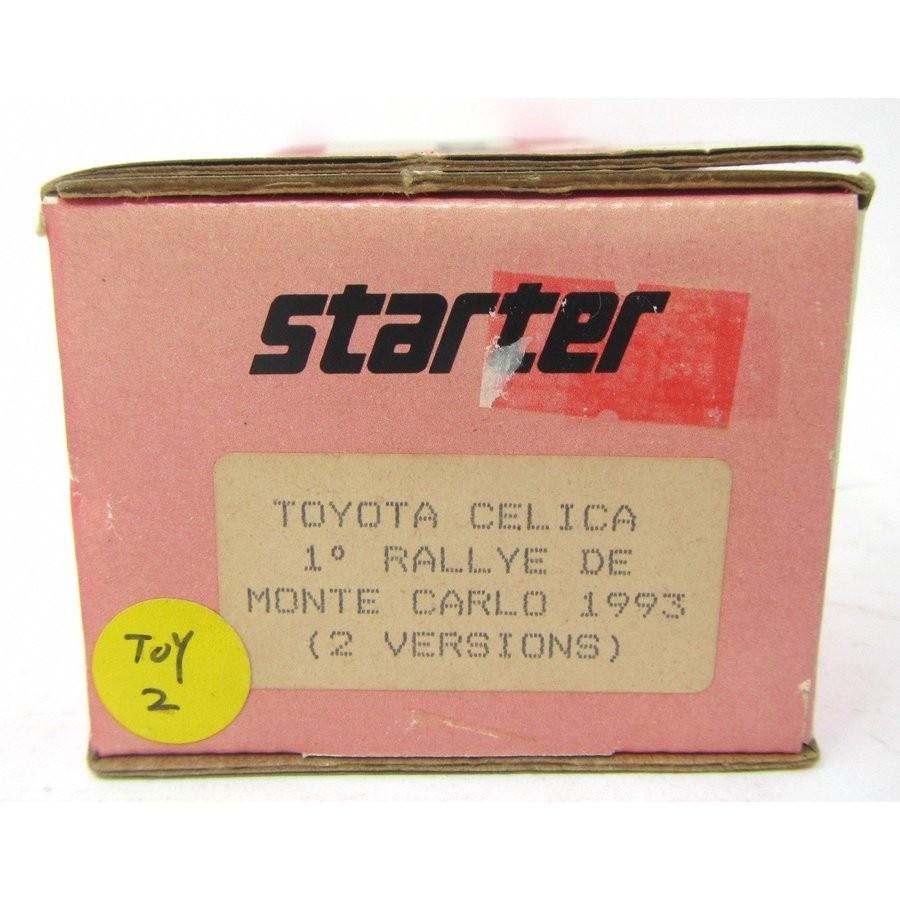 starter
TOYOTA CELICA
1° RALLYE DE
MONTE CARLO 1993
(2 VERSIONS)
TOY
2